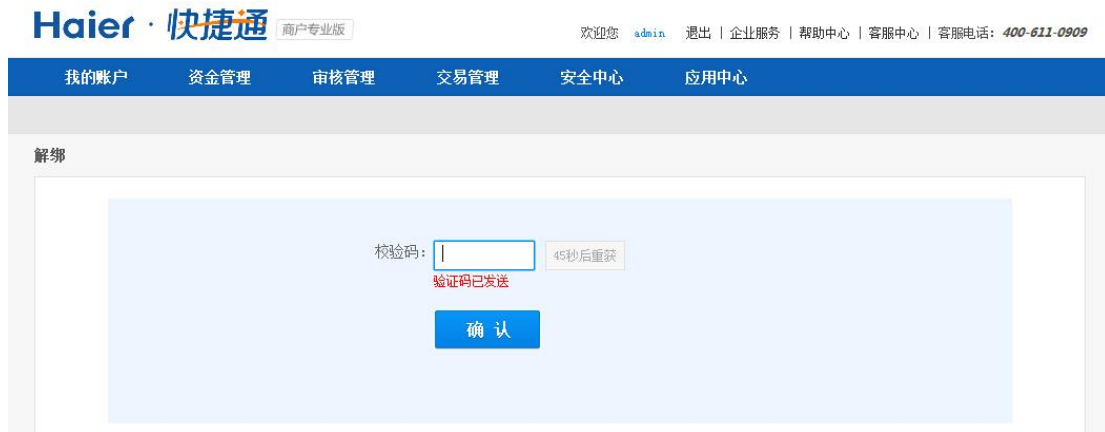 Haier · 快捷通 商户专业版 欢迎您 admin 退出 | 企业服务 | 帮助中心 | 客服中心 | 客服电话：400-611-0909
我的账户 资金管理 审核管理 交易管理 安全中心 应用中心
解绑
校验码： 45秒后重获
验证码已发送
确 认